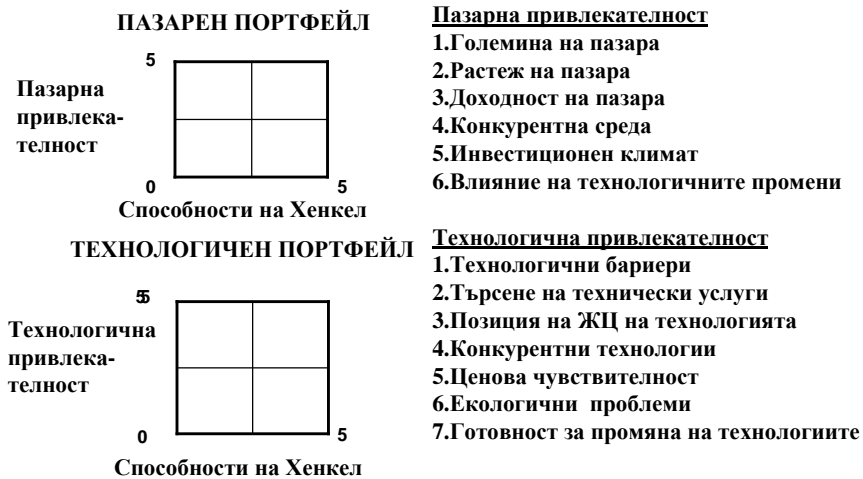 ПАЗАРЕН ПОРТФЕЙЛ
5
Пазарна
привлека-
телност
0
5
Способности на Хенкел
Пазарна привлекателност
1.Големина на пазара
2.Растеж на пазара
3.Доходност на пазара
4.Конкурентна среда
5.Инвестиционен климат
6.Влияние на технологичните промени
ТЕХНОЛОГИЧЕН ПОРТФЕЙЛ
55
Технологична
привлека-
телност
0
5
Способности на Хенкел
Технологична привлекателност
1.Технологични бариери
2.Търсене на технически услуги
3.Позиция на ЖЦ на технологията
4.Конкурентни технологии
5.Ценова чувствителност
6.Екологични проблеми
7.Готовност за промяна на технологиите